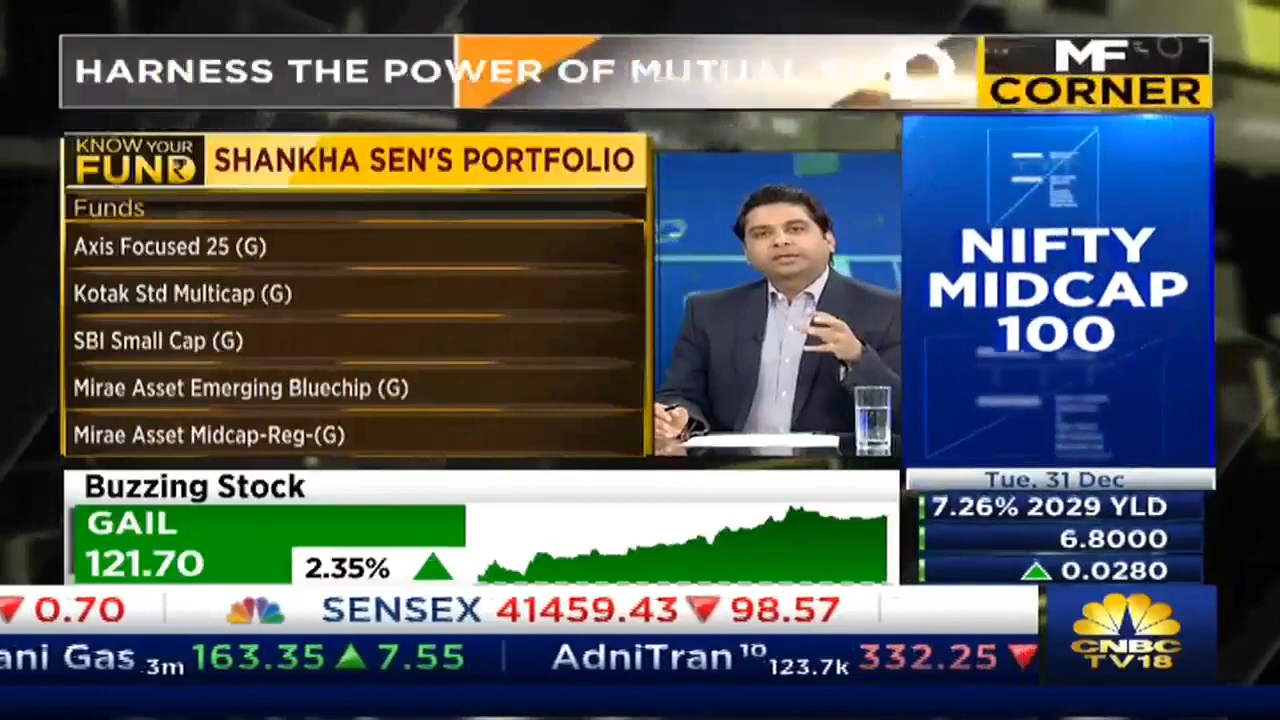 HARNESS THE POWER OF MUTUAL
MF
CORNER
KNOW YOUR
FUND
SHANKHA SEN'S PORTFOLIO
Funds
Axis Focused 25 (G)
Kotak Std Multicap (G)
SBI Small Cap (G)
Mirae Asset Emerging Bluechip (G)
Mirae Asset Midcap-Reg-(G)
NIFTY
MIDCAP
100
Tue, 31 Dec
7.26% 2029 YLD
6.8000
0.0280
Buzzing Stock
GAIL
121.70
2.35%
0.70 SENSEX 41459.43 98.57
ani Gas 3m 163.35 7.55 AdniTran 10 123.7k 332.25
CNBC
TV18